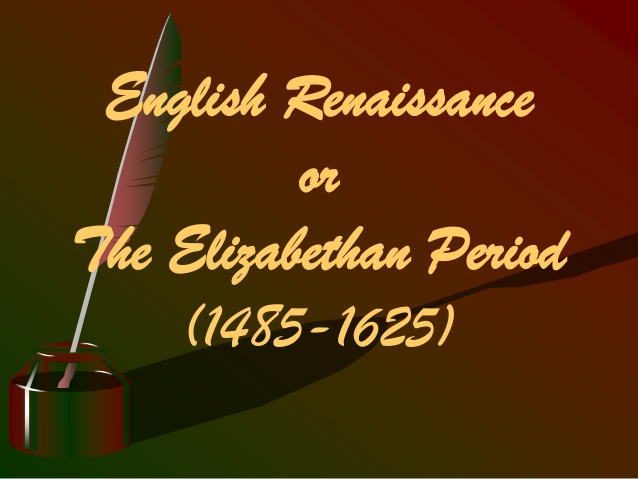 English Renaissance
or
The Elizabethan Period
(1485-1625)